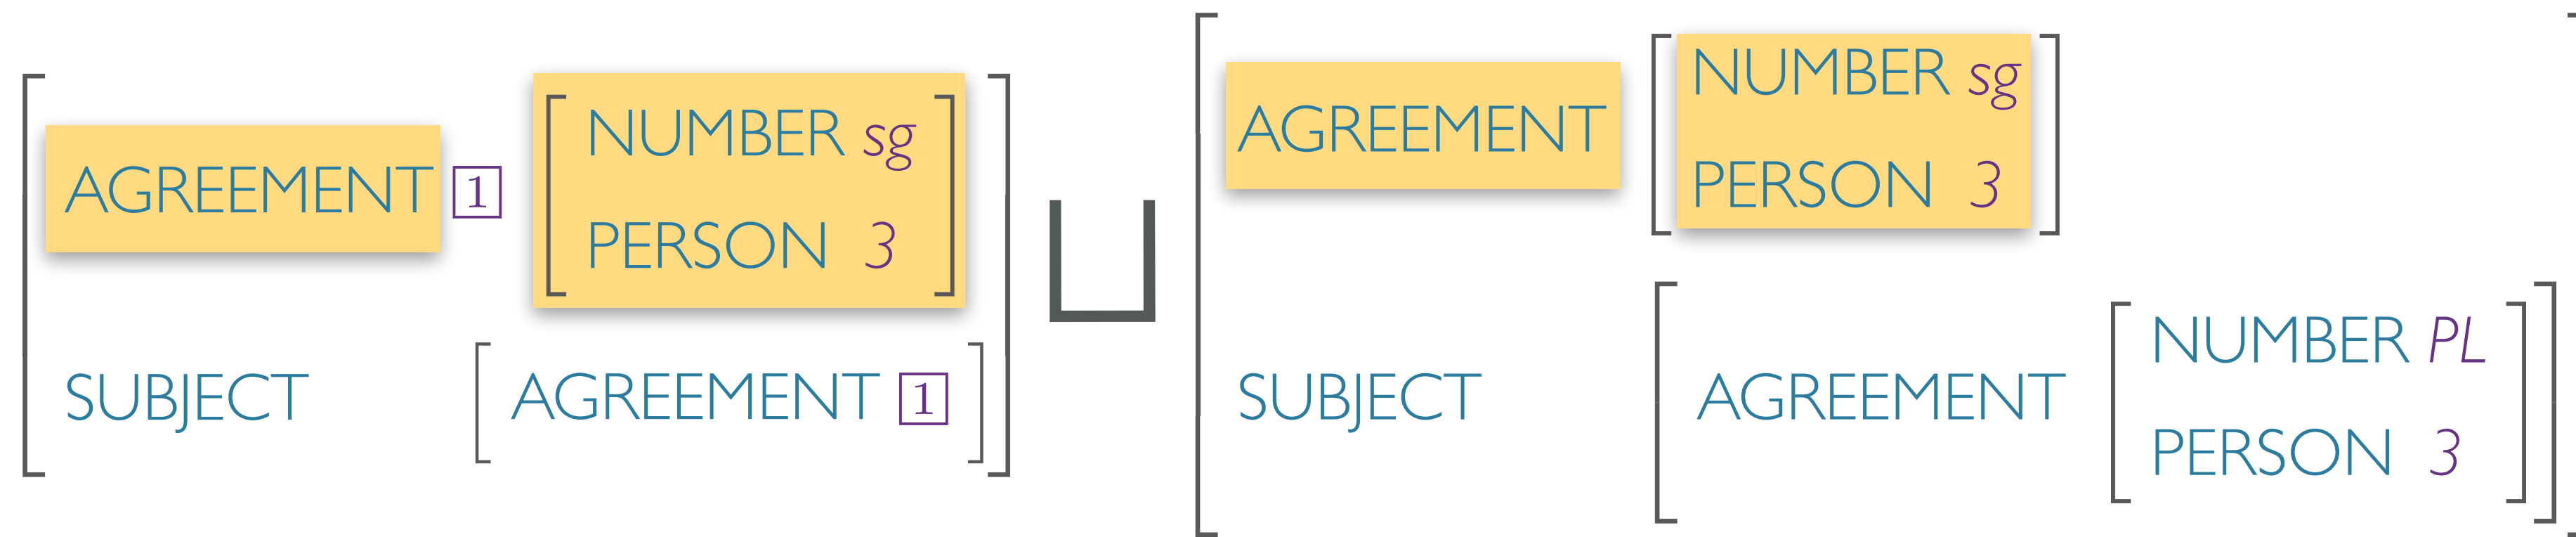 AGREEMENT 1 NUMBER sg
PERSON 3
SUBJECT AGREEMENT 1
⊔
AGREEMENT NUMBER sg
PERSON 3
SUBJECT AGREEMENT NUMBER PL
PERSON 3